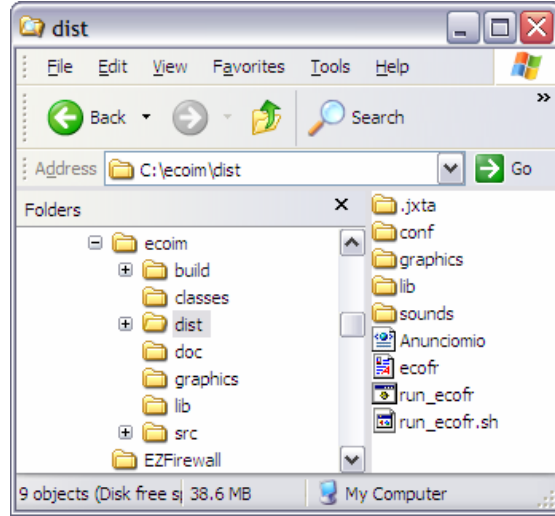 dist
File Edit View Favorites Tools Help
Back Search »
Address C:\ecoim\dist Go
Folders x
ecoim
build
classes
dist
doc
graphics
lib
src
EZFirewall
.jxta
conf
graphics
lib
sounds
Anunciomio
ecofr
run_ecofr
run_ecofr.sh
9 objects (Disk free s 38.6 MB My Computer